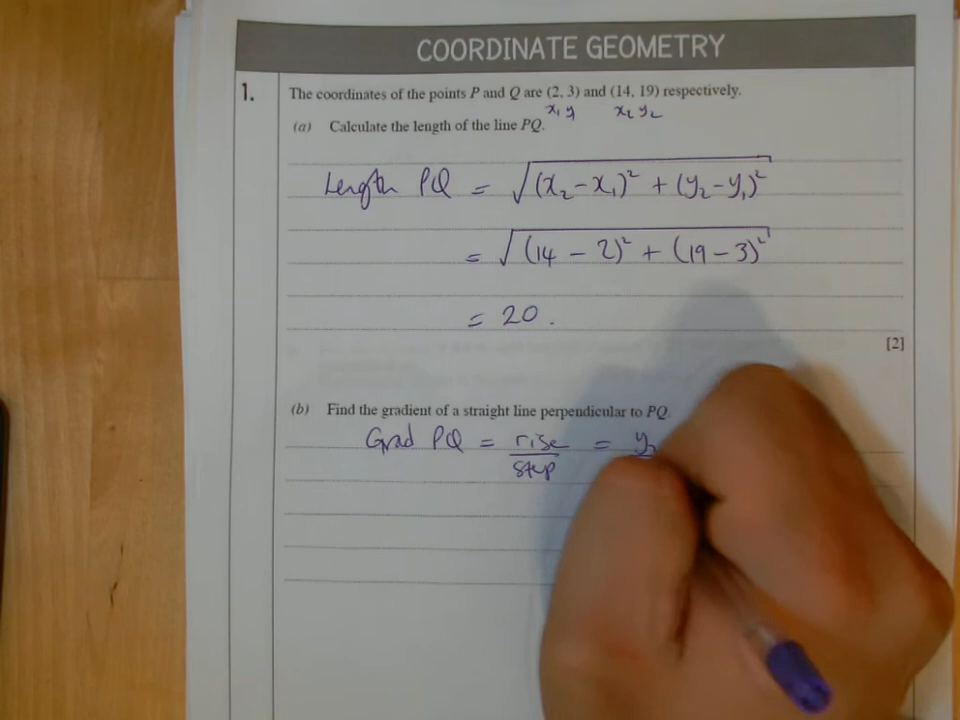 COORDINATE GEOMETRY
1. The coordinates of the points P and Q are (2, 3) and (14, 19) respectively.
x₁ y x₂ y₂
(a) Calculate the length of the line PQ.
Length PQ = √(x₂ − x₁)² + (y₂ − y₁)²
= √(14 − 2)² + (19 − 3)²
= 20.
[2]
(b) Find the gradient of a straight line perpendicular to PQ.
Grad PQ = rise/step = y₂